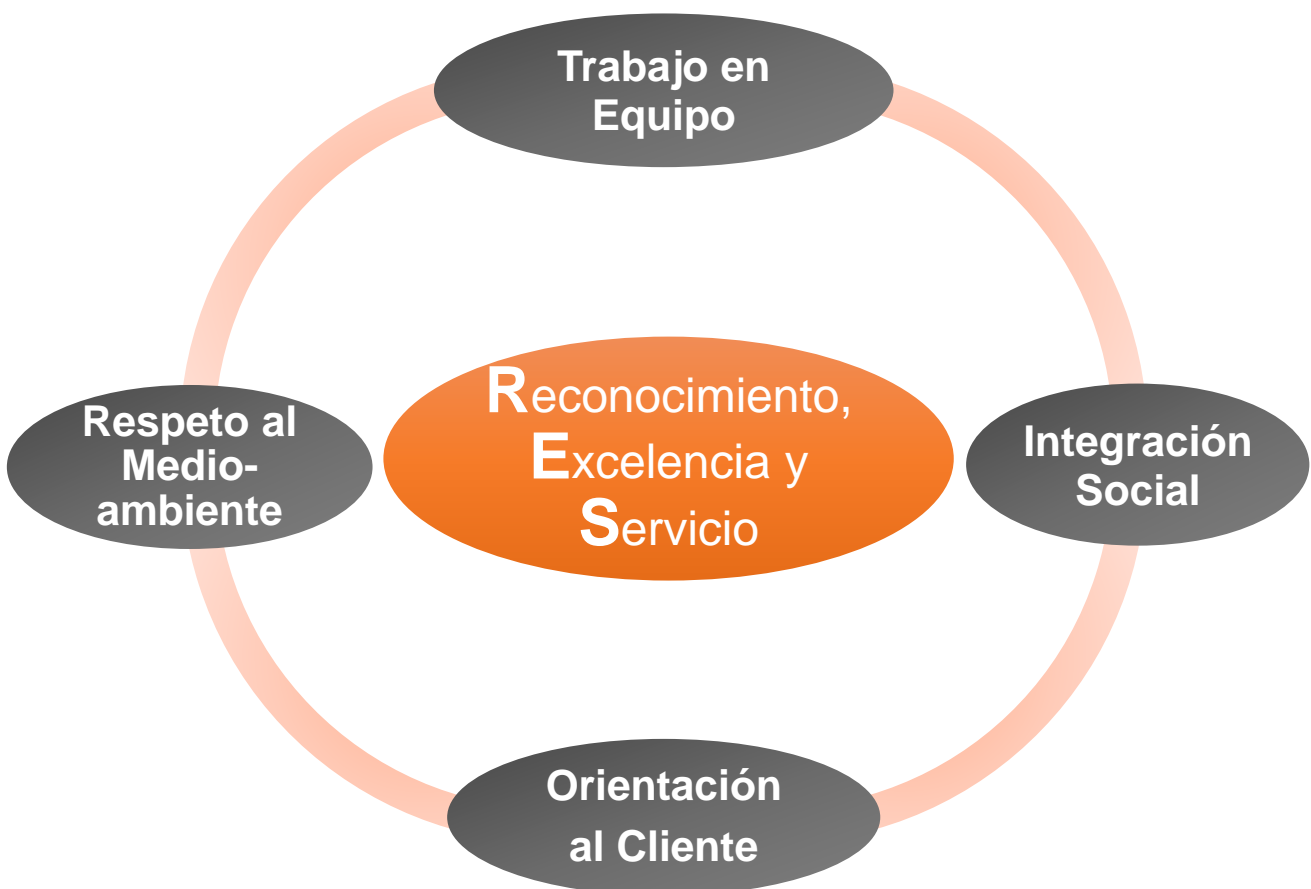 Trabajo en
Equipo
Reconocimiento,
Excelencia y
Servicio
Respeto al
Medio-
ambiente
Integración
Social
Orientación
al Cliente